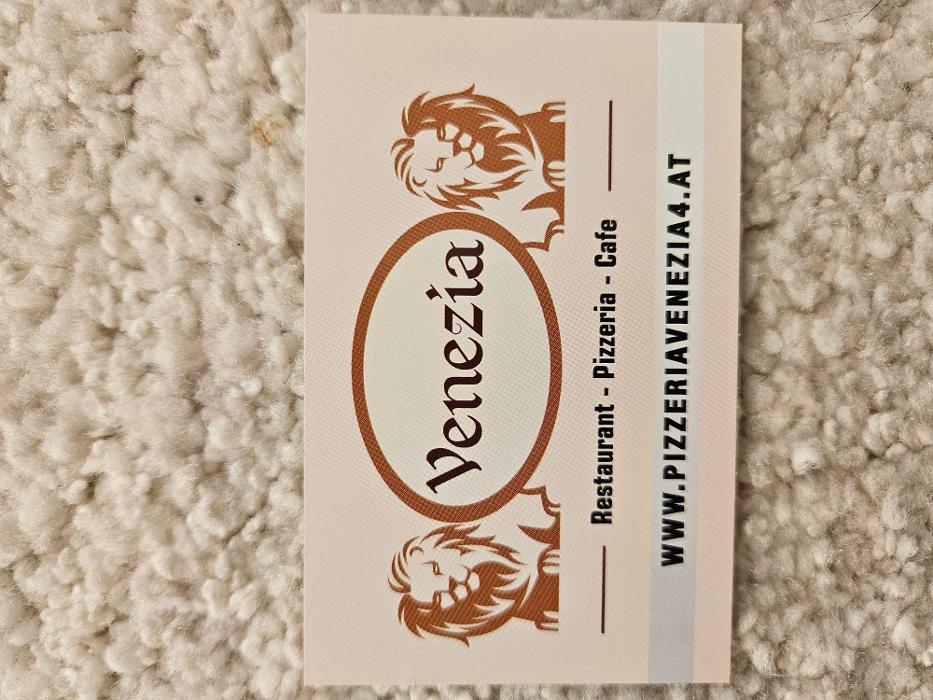 Venezia
Restaurant - Pizzeria - Cafe
WWW.PIZZERIAVENEZIA4.AT